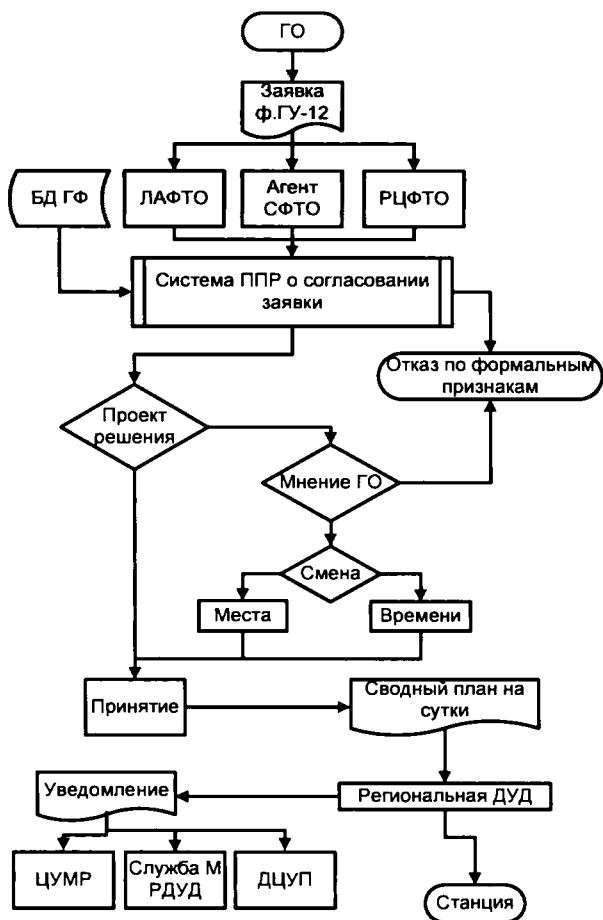 ГО
Заявка
ф.ГУ-12
БД ГФ
ЛАФТО
Агент
СФТО
РЦФТО
Система ППР о согласовании
заявки
Отказ по формальным
признакам
Проект
решения
Мнение ГО
Смена
Места
Времени
Принятие
Сводный план на
сутки
Уведомление
Региональная ДУД
ЦУМР
Служба М
РДУД
ДЦУП
Станция